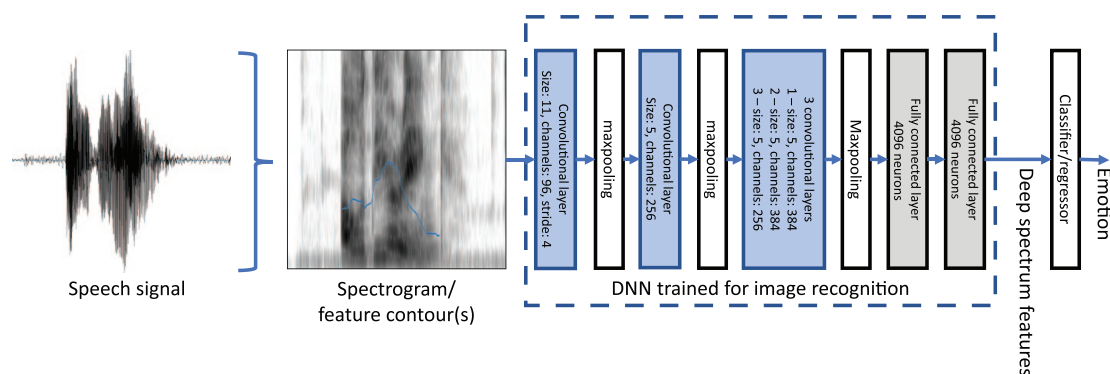 Speech signal
Spectrogram/
feature contour(s)
Convolutional layer
Size: 11, channels: 96, stride: 4
maxpooling
Convolutional layer
Size: 5, channels: 256
maxpooling
3 convolutional layers
1 – size: 5, channels: 384
2 – size: 5, channels: 384
3 – size: 5, channels: 256
Maxpooling
Fully connected layer
4096 neurons
Fully connected layer
4096 neurons
DNN trained for image recognition
Deep spectrum features
Classifier/regressor
Emotion